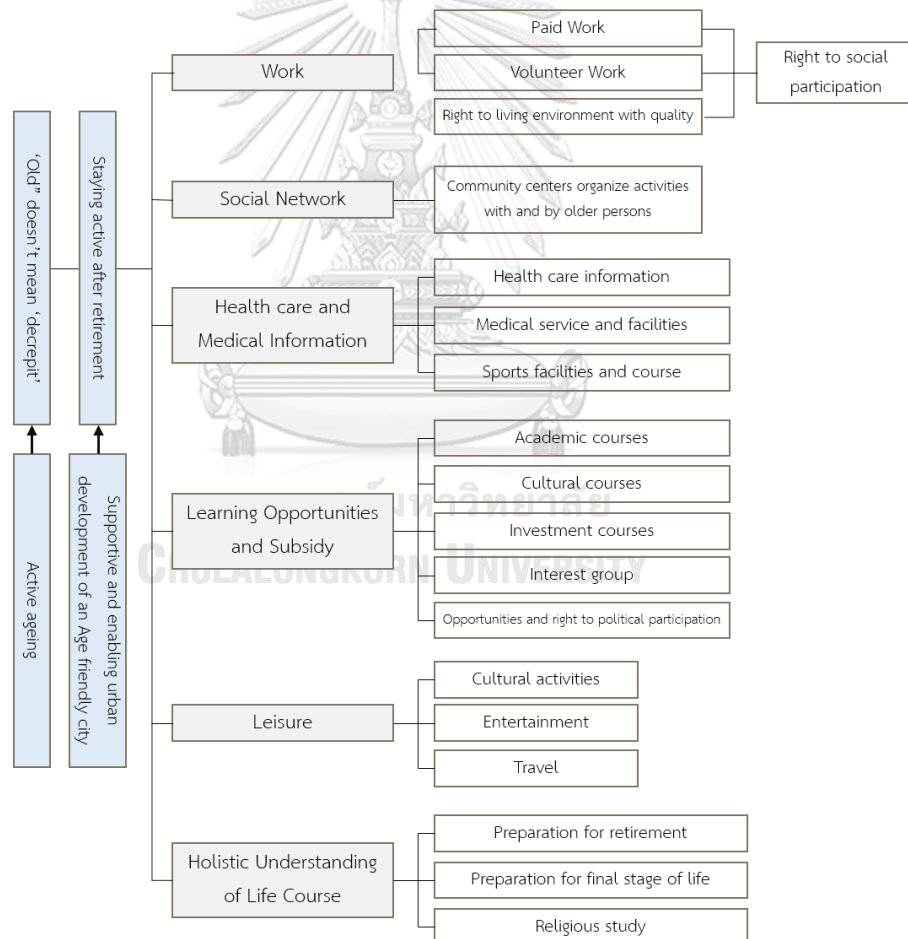 'Old" doesn't mean 'decrepit'
Active ageing
Staying active after retirement
Supportive and enabling urban
development of an Age friendly city
Work
Paid Work
Volunteer Work
Right to living environment with quality
Right to social
participation
Social Network
Community centers organize activities
with and by older persons
Health care and
Medical Information
Health care information
Medical service and facilities
Sports facilities and course
Learning Opportunities
and Subsidy
Academic courses
Cultural courses
Investment courses
Interest group
Opportunities and right to political participation
CHULALONGKORN UNIVERSITY
Leisure
Cultural activities
Entertainment
Travel
Holistic Understanding
of Life Course
Preparation for retirement
Preparation for final stage of life
Religious study